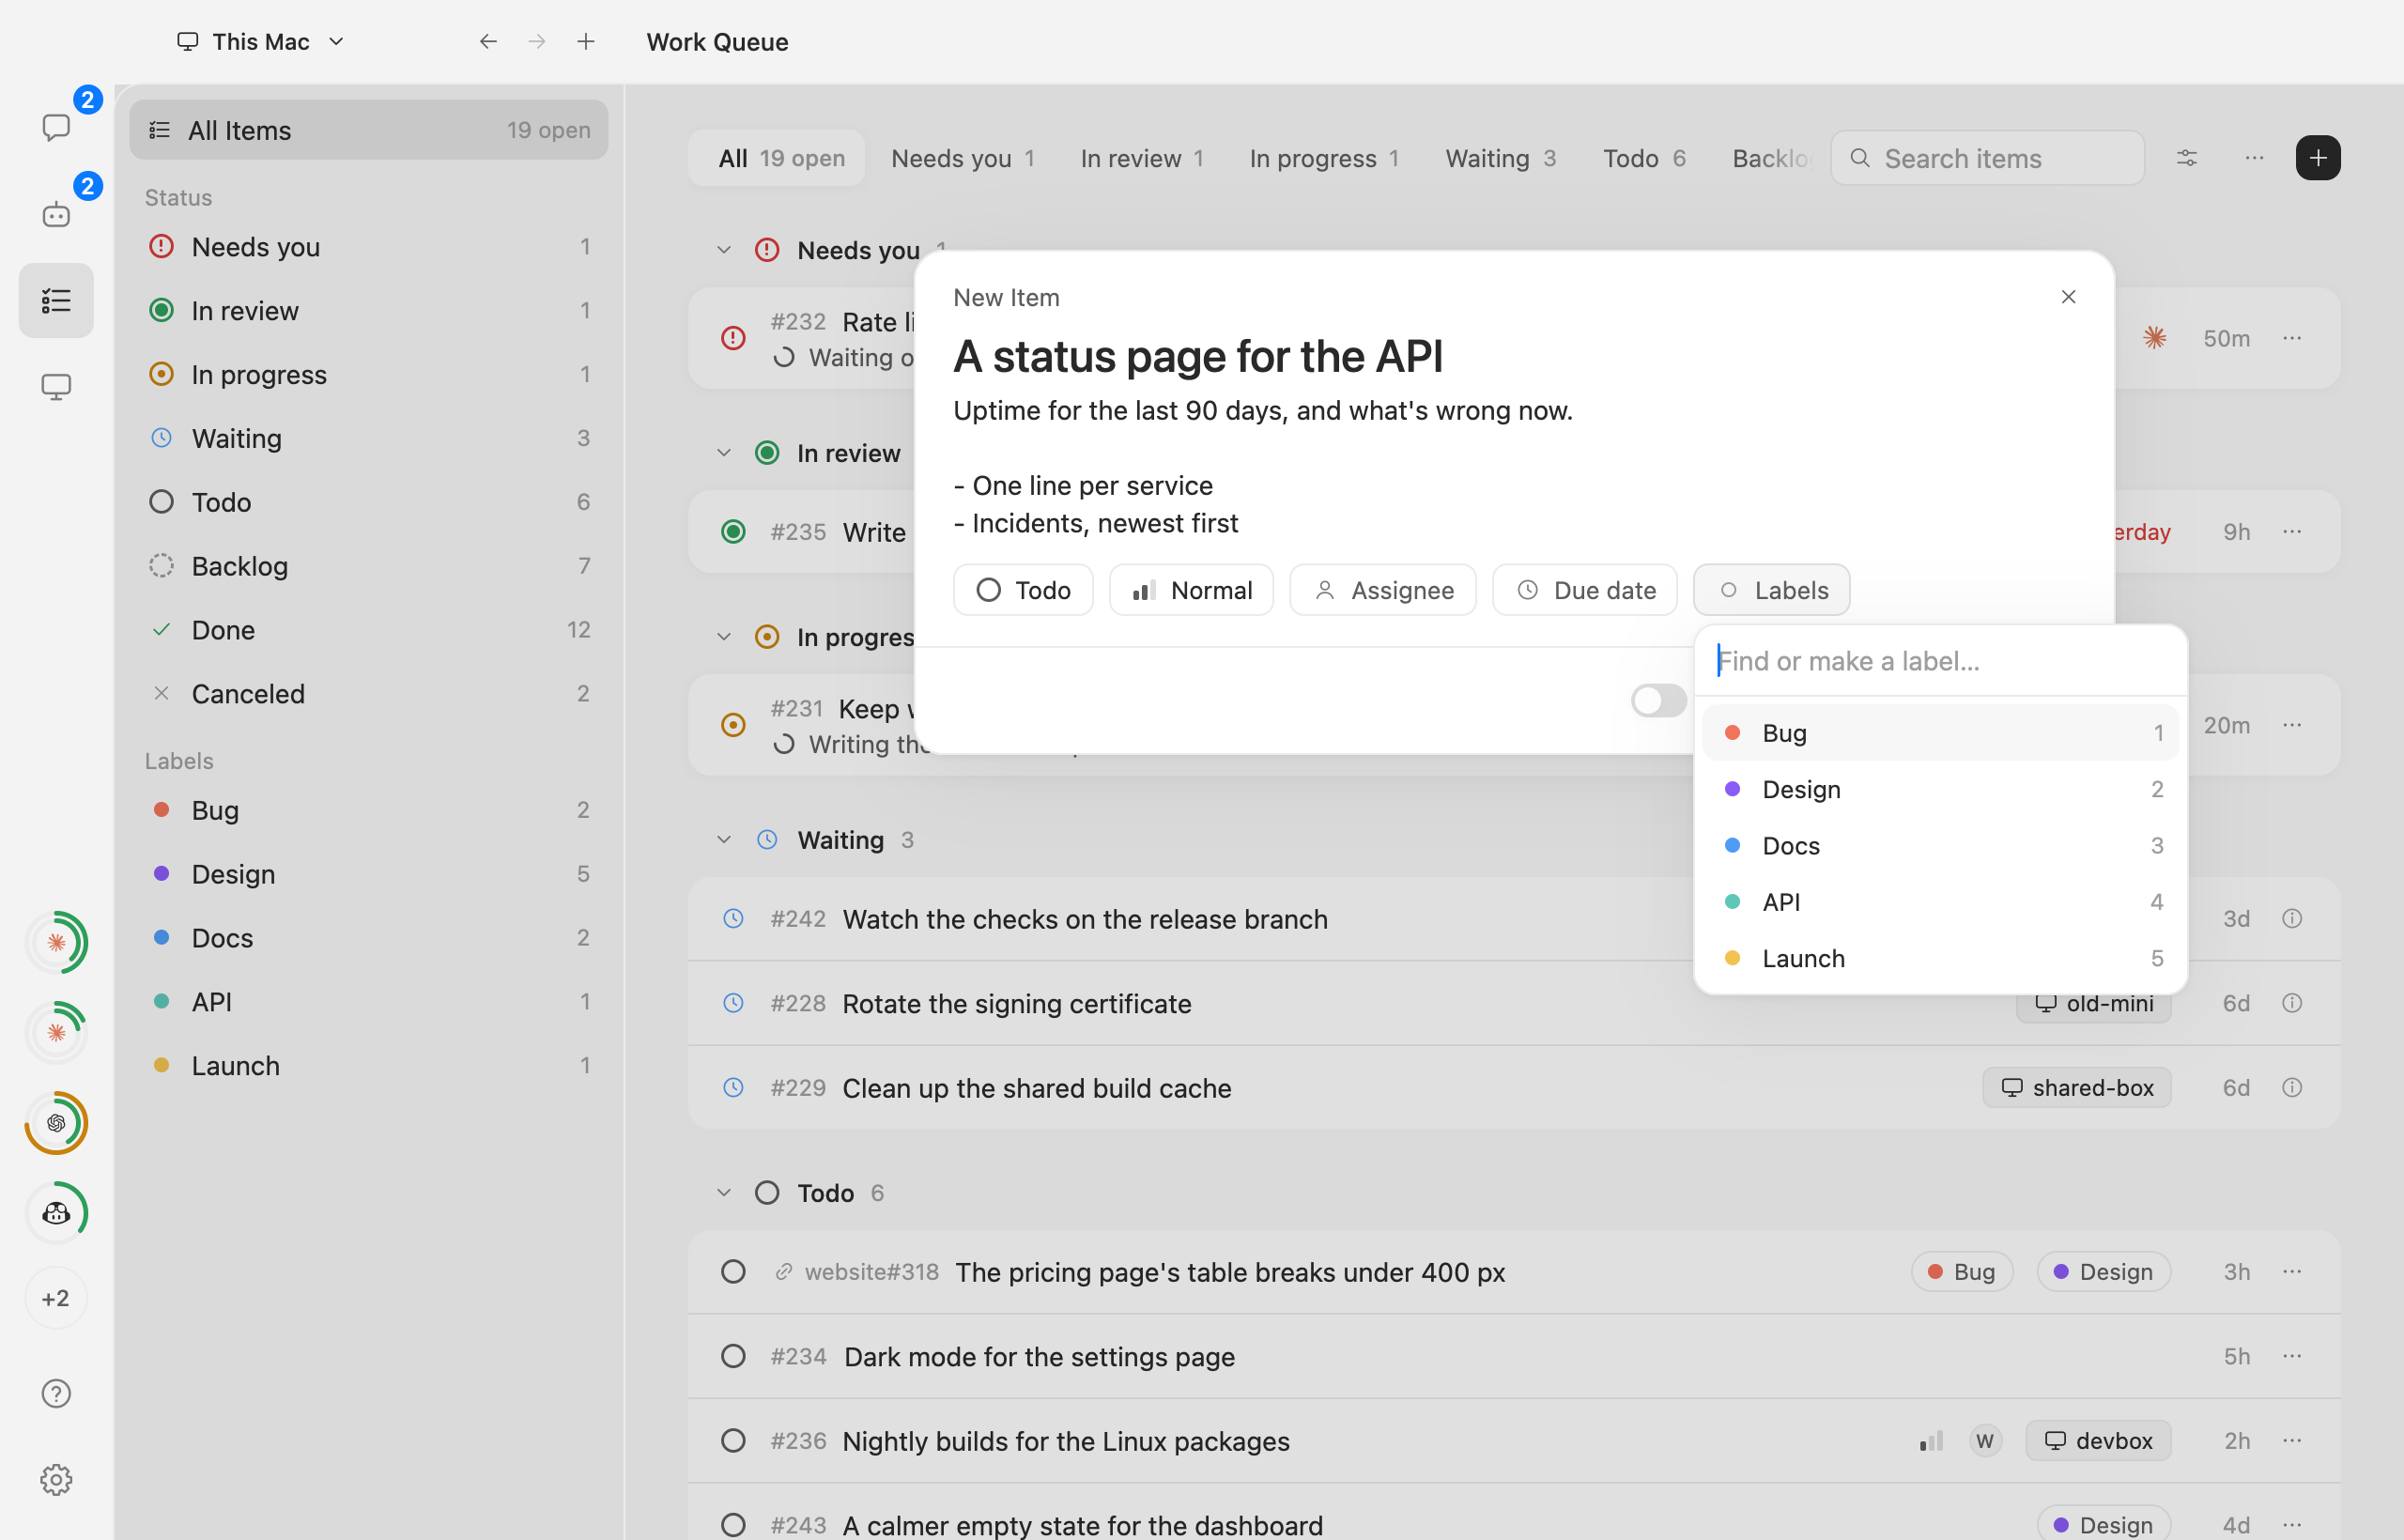 This Mac
Work Queue
2
2
All Items 19 open
Status
Needs you 1
In review 1
In progress 1
Waiting 3
Todo 6
Backlog 7
Done 12
Canceled 2
Labels
Bug 2
Design 5
Docs 2
API 1
Launch 1
+2
All 19 open Needs you 1 In review 1 In progress 1 Waiting 3 Todo 6 Backlo
Search items
Needs you 1
#232 Rate li
Waiting o
50m
In review
#235 Write
erday 9h
In progres
#231 Keep w
Writing the
20m
New Item
A status page for the API
Uptime for the last 90 days, and what's wrong now.
- One line per service
- Incidents, newest first
Todo Normal Assignee Due date Labels
Find or make a label...
Bug 1
Design 2
Docs 3
API 4
Launch 5
Waiting 3
#242 Watch the checks on the release branch 3d
#228 Rotate the signing certificate old-mini 6d
#229 Clean up the shared build cache shared-box 6d
Todo 6
website#318 The pricing page's table breaks under 400 px Bug Design 3h
#234 Dark mode for the settings page 5h
#236 Nightly builds for the Linux packages W devbox 2h
#243 A calmer empty state for the dashboard Design 4d